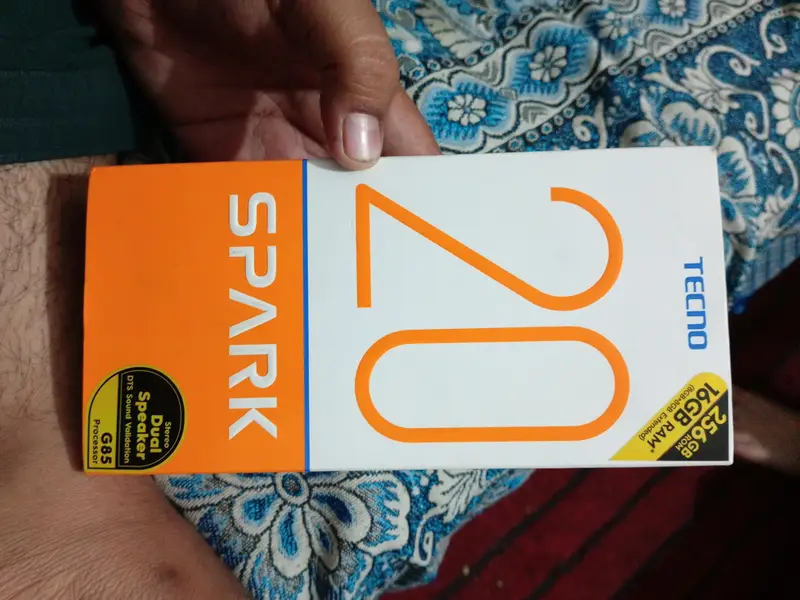 TECNO
256GB
ROM
16GB RAM*
(8GB+8GB Extended)
20
SPARK
Stereo
Dual
Speaker
DTS Sound Validation
G85
Processor